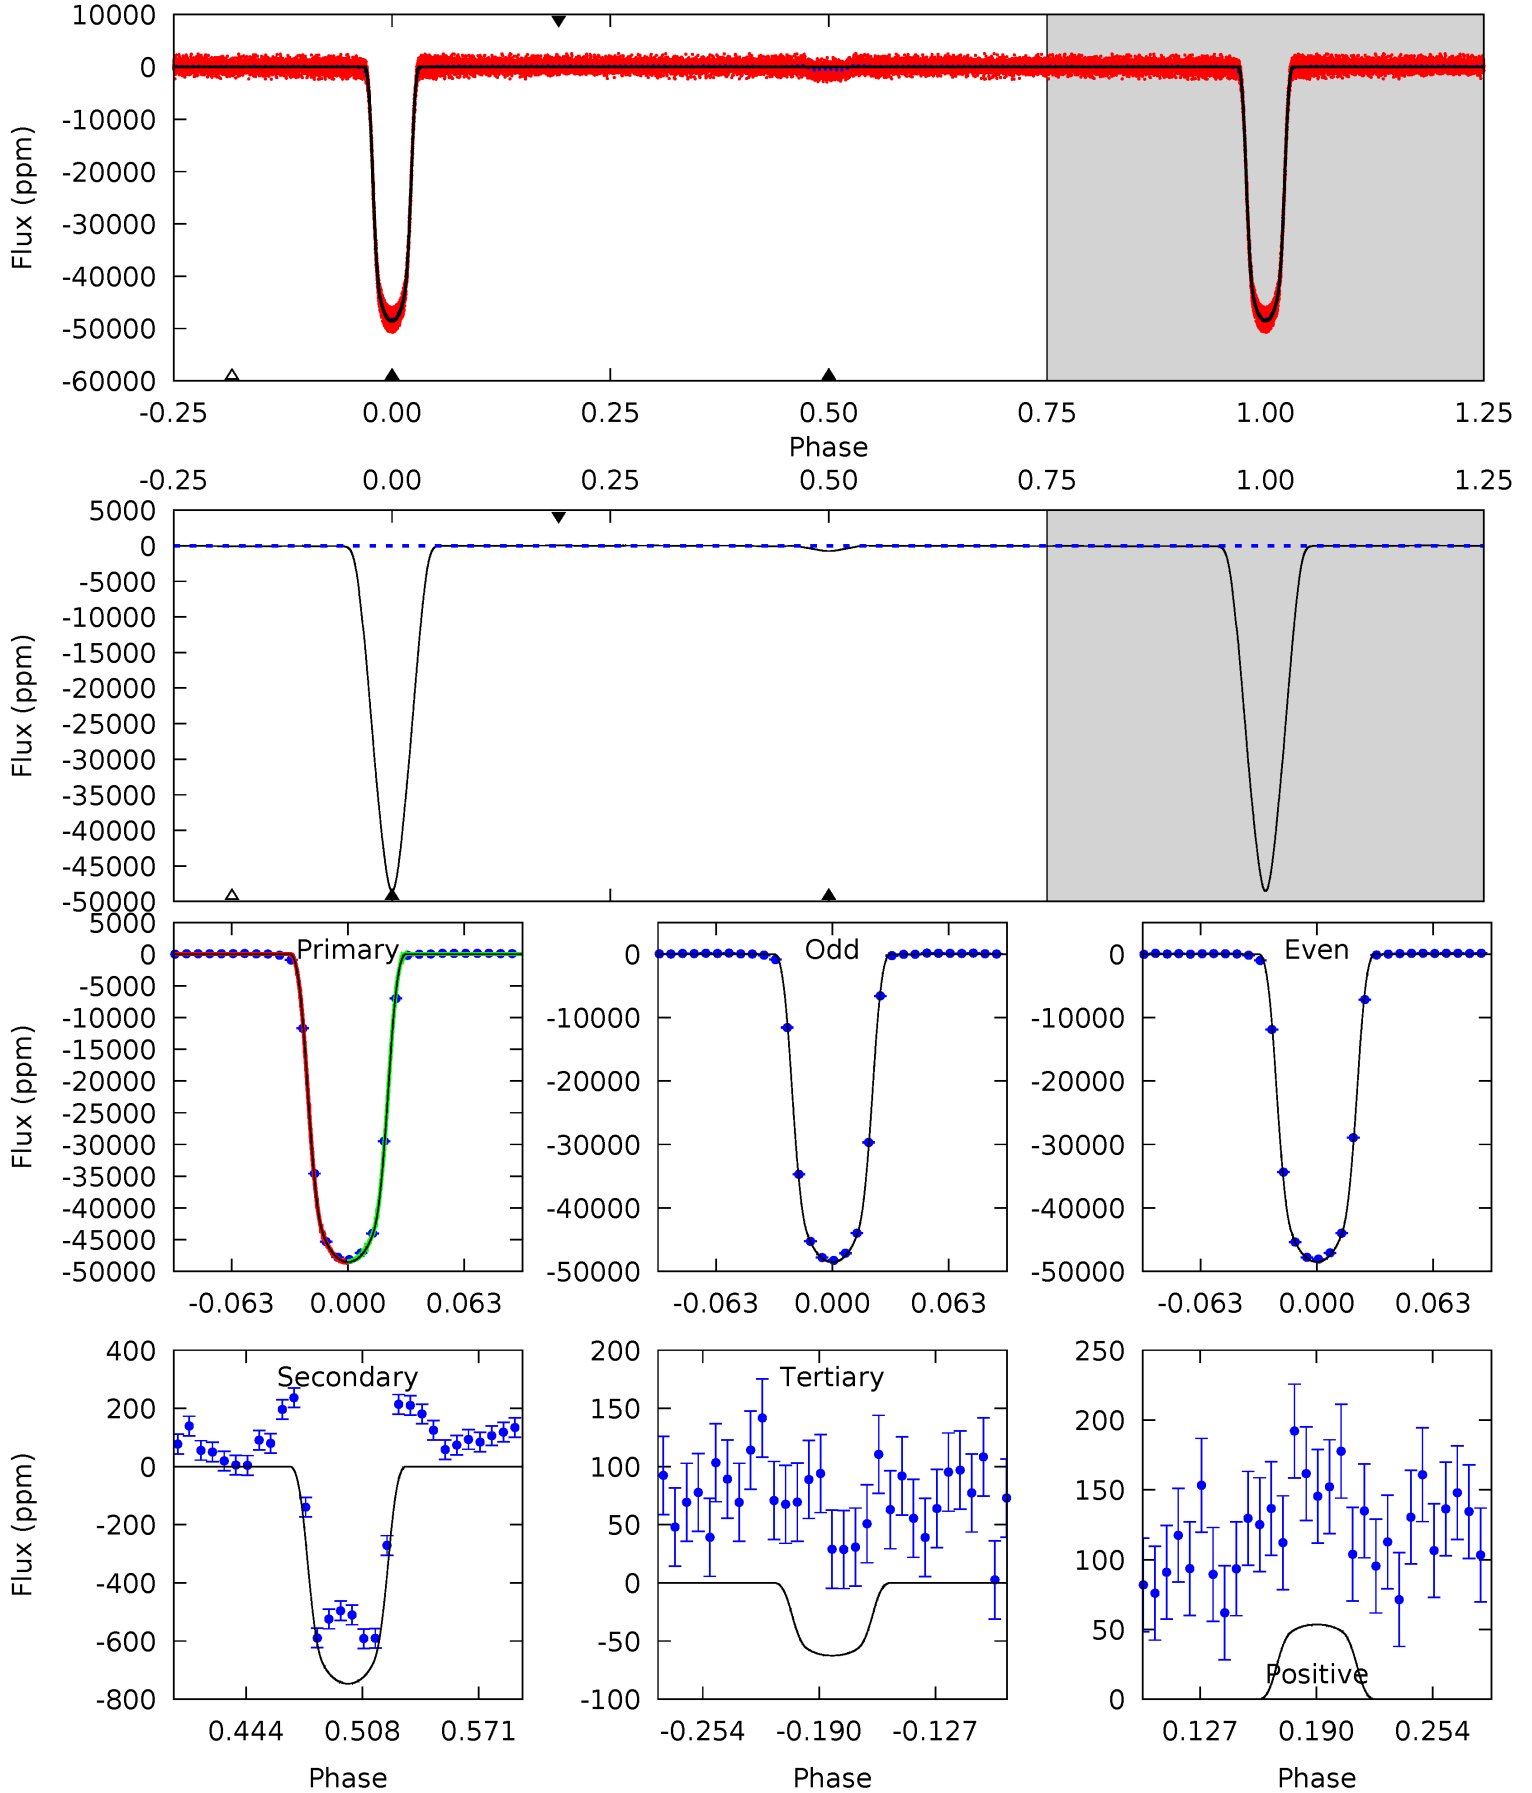 10000
0
-10000
-20000
-30000
-40000
-50000
-60000
Flux (ppm)
-0.25 0.00 0.25 0.50 0.75 1.00 1.25
Phase
-0.25 0.00 0.25 0.50 0.75 1.00 1.25
5000
0
-5000
-10000
-15000
-20000
-25000
-30000
-35000
-40000
-45000
-50000
Flux (ppm)
Primary
5000
0
-5000
-10000
-15000
-20000
-25000
-30000
-35000
-40000
-45000
-50000
Flux (ppm)
-0.063 0.000 0.063
Odd
0
-10000
-20000
-30000
-40000
-50000
-0.063 0.000 0.063
Even
0
-10000
-20000
-30000
-40000
-50000
-0.063 0.000 0.063
Secondary
400
200
0
-200
-400
-600
-800
Flux (ppm)
0.444 0.508 0.571
Phase
Tertiary
200
150
100
50
0
-50
-100
-0.254 -0.190 -0.127
Phase
250
200
150
100
50
0
Positive
0.127 0.190 0.254
Phase